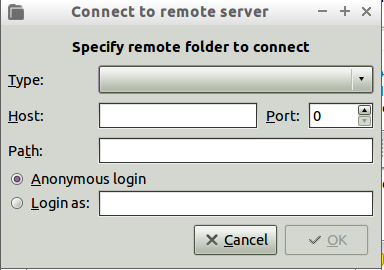 Connect to remote server
Specify remote folder to connect
Type:
Host: Port: 0
Path:
Anonymous login
Login as:
Cancel OK